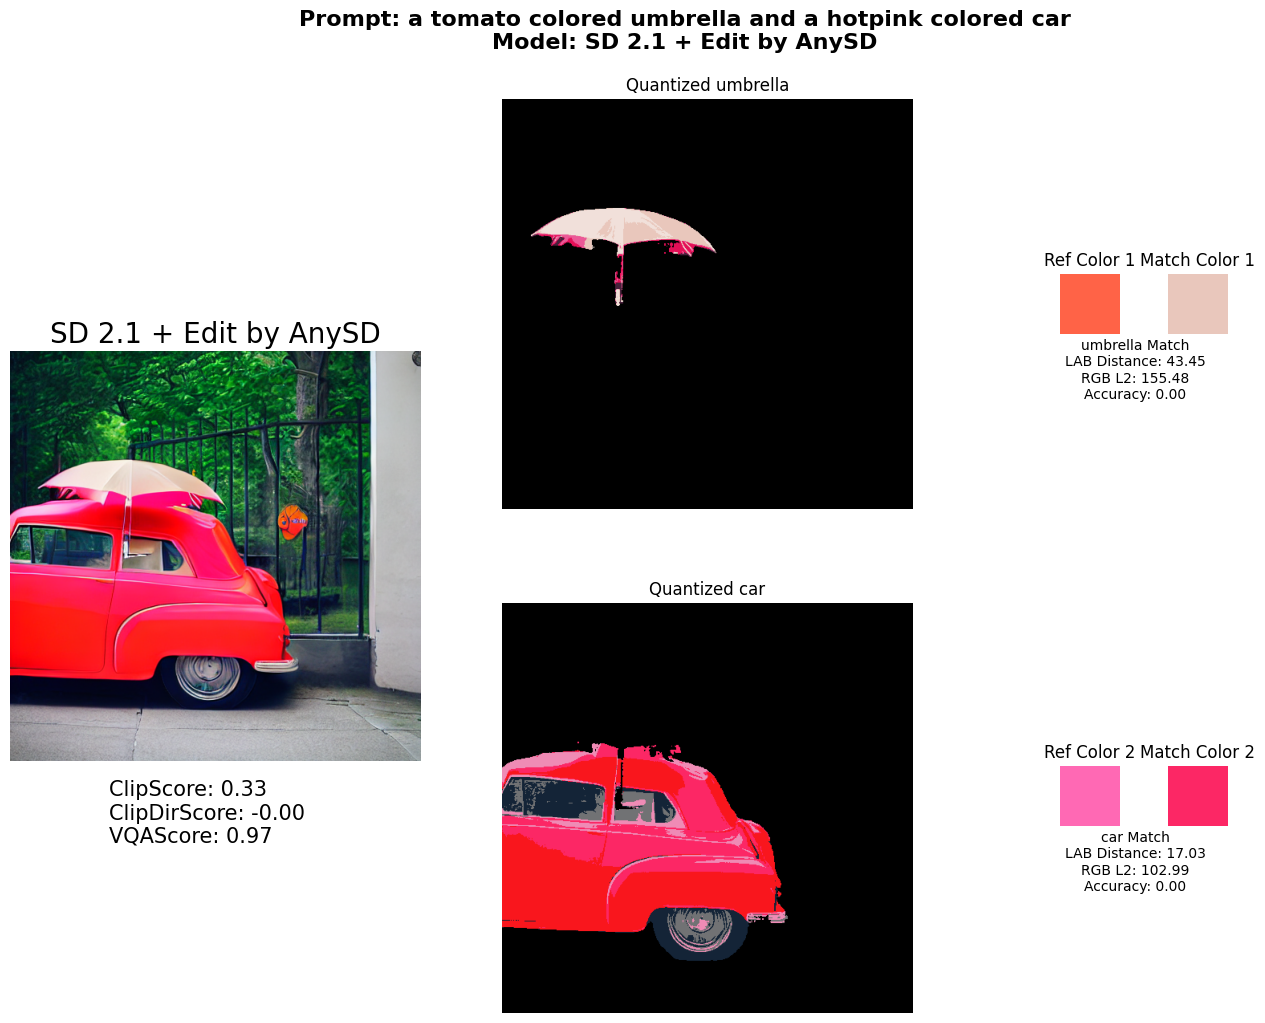 Prompt: a tomato colored umbrella and a hotpink colored car
Model: SD 2.1 + Edit by AnySD
SD 2.1 + Edit by AnySD
ClipScore: 0.33
ClipDirScore: -0.00
VQAScore: 0.97
Quantized umbrella
Ref Color 1 Match Color 1
umbrella Match
LAB Distance: 43.45
RGB L2: 155.48
Accuracy: 0.00
Quantized car
Ref Color 2 Match Color 2
car Match
LAB Distance: 17.03
RGB L2: 102.99
Accuracy: 0.00